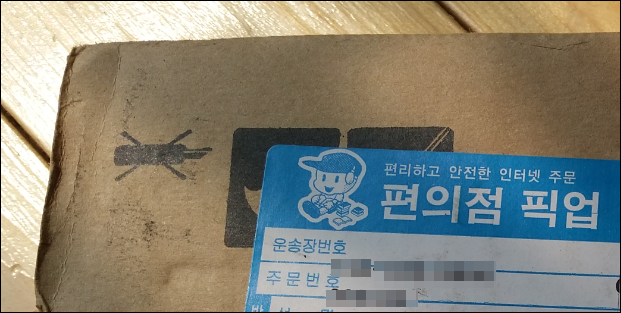 편리하고 안전한 인터넷 주문
편의점 픽업
운송장번호
주문번호